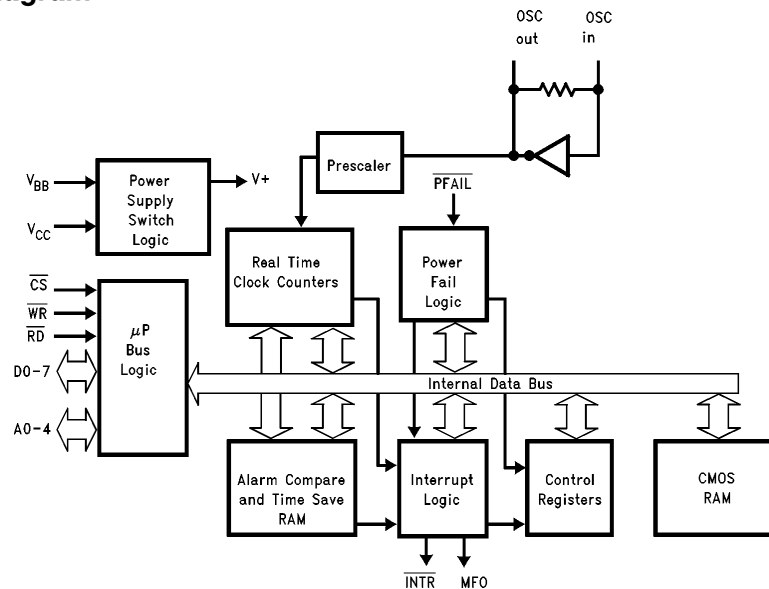 OSC OSC
out in
Prescaler
PFAIL
VBB
VCC
Power
Supply
Switch
Logic
V+
Real Time
Clock Counters
Power
Fail
Logic
CS
WR
RD
D0-7
A0-4
μP
Bus
Logic
Internal Data Bus
Alarm Compare
and Time Save
RAM
Interrupt
Logic
Control
Registers
CMOS
RAM
INTR MFO